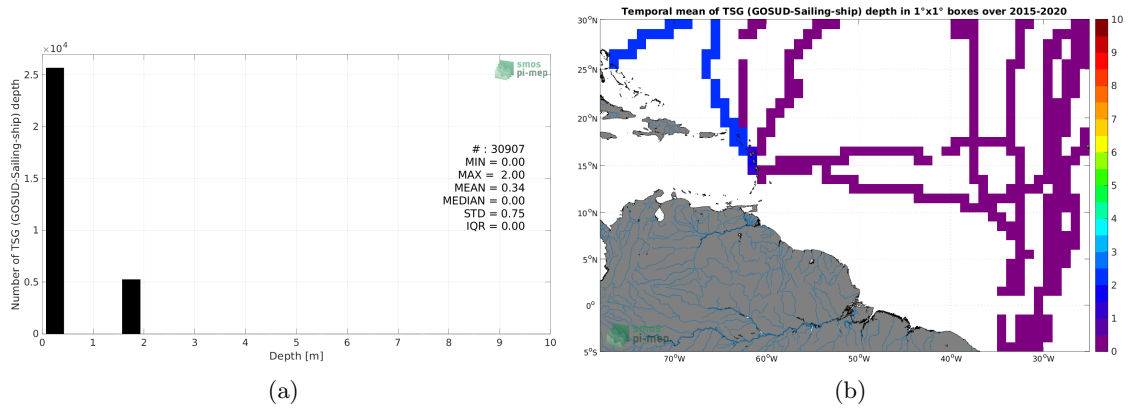 ×10⁴
2.5
2
1.5
1
0.5
0
Number of TSG (GOSUD-Sailing-ship) depth
smos
pi-mep
# : 30907
MIN = 0.00
MAX = 2.00
MEAN = 0.34
MEDIAN = 0.00
STD = 0.75
IQR = 0.00
0 1 2 3 4 5 6 7 8 9 10
Depth [m]
(a)
Temporal mean of TSG (GOSUD-Sailing-ship) depth in 1°x1° boxes over 2015-2020
30°N
25°N
20°N
15°N
10°N
5°N
0°
5°S
smos
pi-mep
70°W 60°W 50°W 40°W 30°W
10
9
8
7
6
5
4
3
2
1
0
(b)